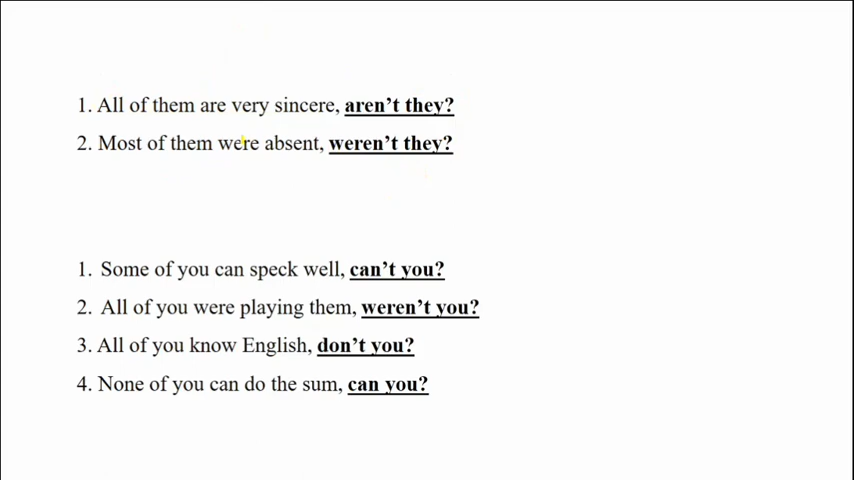 1. All of them are very sincere, aren't they?
2. Most of them were absent, weren't they?
1. Some of you can speck well, can't you?
2. All of you were playing them, weren't you?
3. All of you know English, don't you?
4. None of you can do the sum, can you?